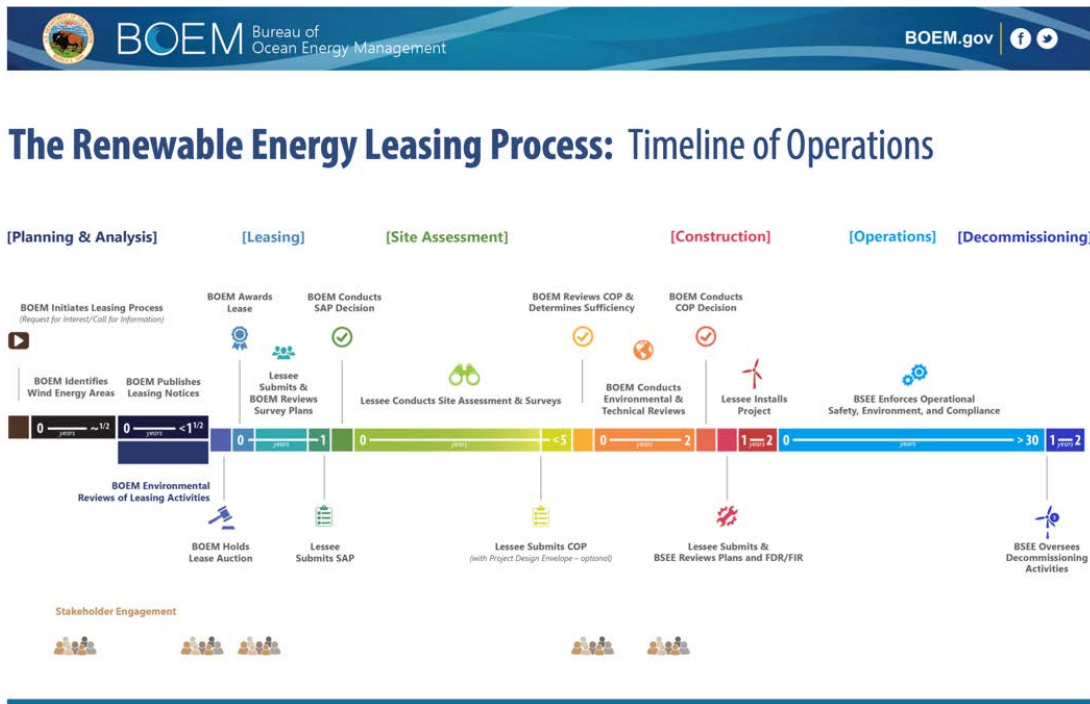 BOEM Bureau of
Ocean Energy Management
BOEM.gov
The Renewable Energy Leasing Process: Timeline of Operations
[Planning & Analysis] [Leasing] [Site Assessment] [Construction] [Operations] [Decommissioning]
BOEM Initiates Leasing Process
(Request for Interest/Call for Information)
BOEM Awards
Lease
BOEM Conducts
SAP Decision
BOEM Reviews COP &
Determines Sufficiency
BOEM Conducts
COP Decision
BOEM Identifies
Wind Energy Areas
BOEM Publishes
Leasing Notices
Lessee
Submits &
BOEM Reviews
Survey Plans
Lessee Conducts Site Assessment & Surveys
BOEM Conducts
Environmental &
Technical Reviews
Lessee Installs
Project
BSEE Enforces Operational
Safety, Environment, and Compliance
0 years ~1/2
0 years <1 1/2
0 years 1
0 years <5
0 years 2
1 years 2
0 years >30
1 years 2
BOEM Environmental
Reviews of Leasing Activities
BOEM Holds
Lease Auction
Lessee
Submits SAP
Lessee Submits COP
(with Project Design Envelope – optional)
Lessee Submits &
BSEE Reviews Plans and FDR/FIR
BSEE Oversees
Decommissioning
Activities
Stakeholder Engagement